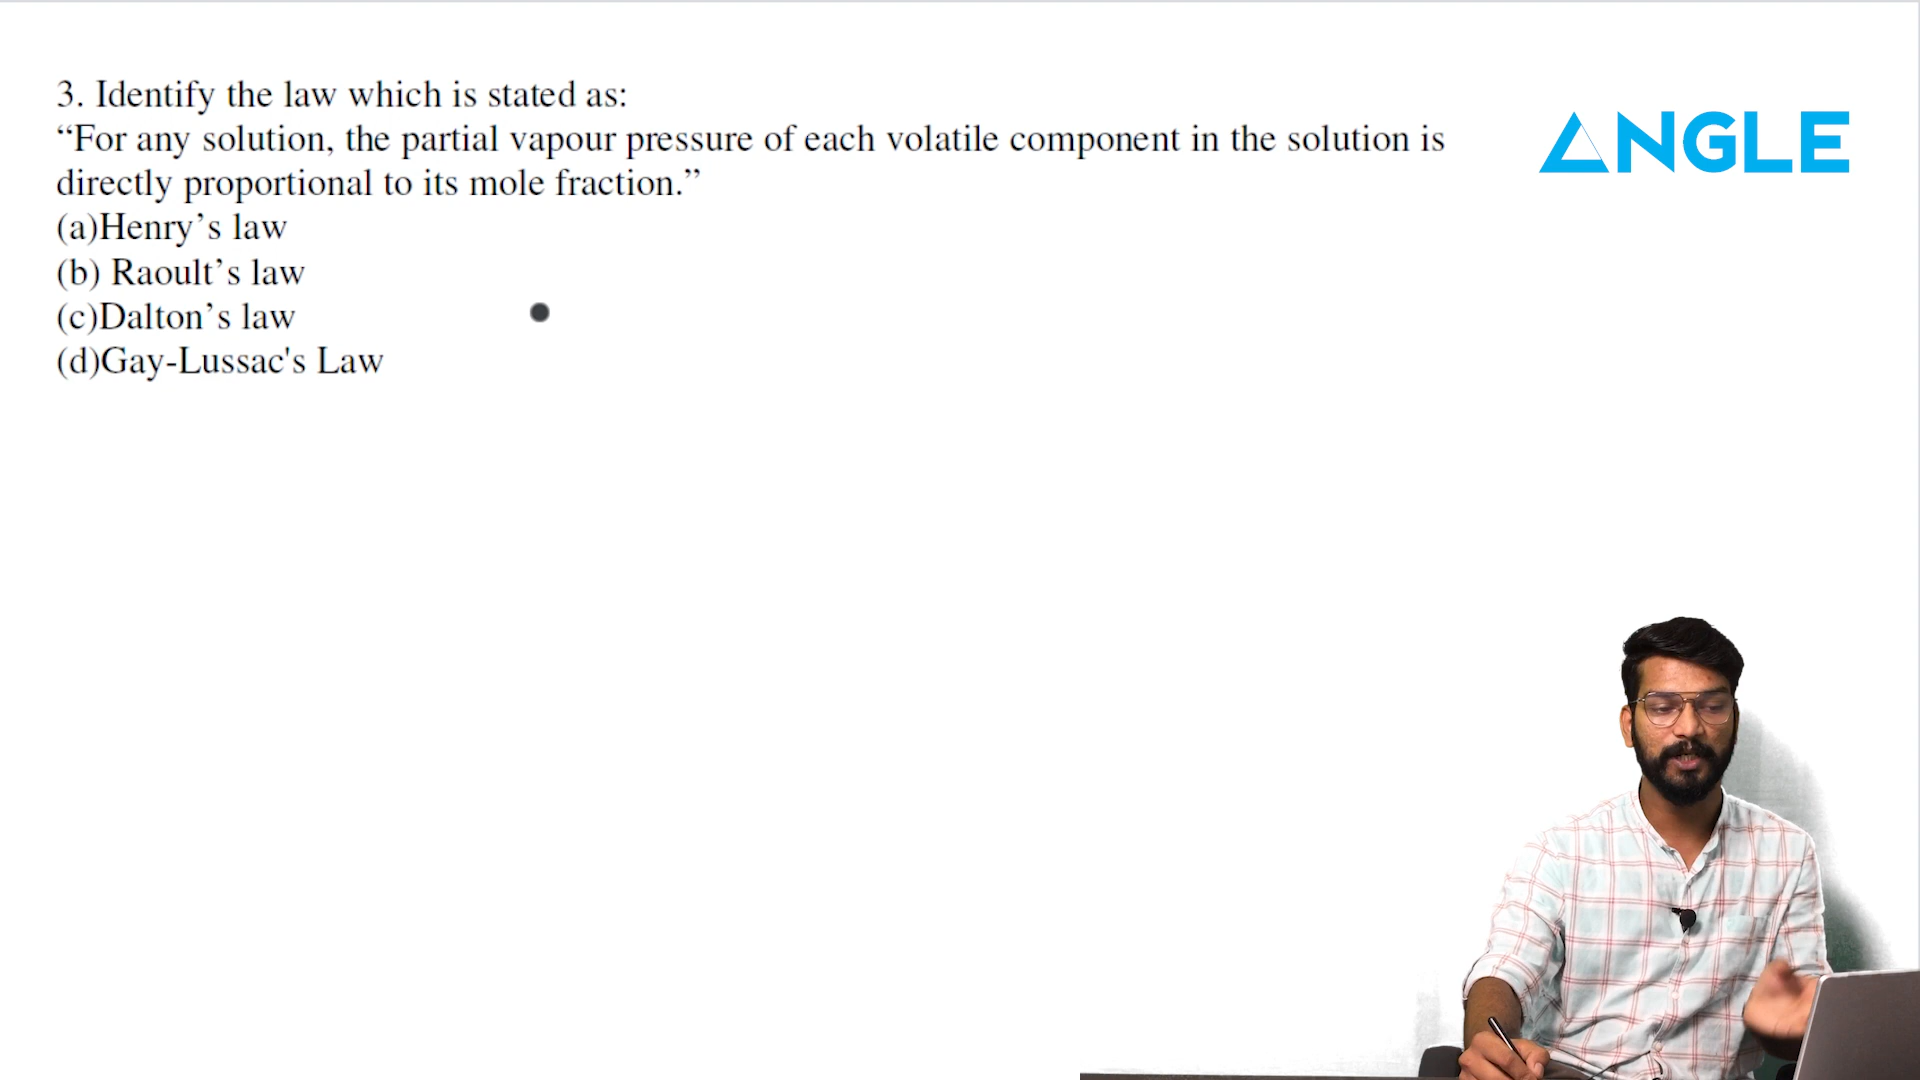 3. Identify the law which is stated as:
“For any solution, the partial vapour pressure of each volatile component in the solution is
directly proportional to its mole fraction.”
(a)Henry’s law
(b) Raoult’s law
(c)Dalton’s law
(d)Gay-Lussac's Law
ANGLE